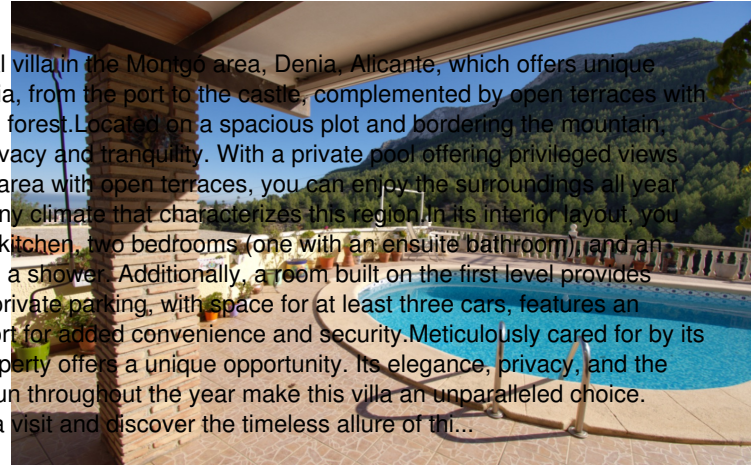 l villa in the Montgó area, Denia, Alicante, which offers unique
ia, from the port to the castle, complemented by open terraces with
forest.Located on a spacious plot and bordering the mountain,
vacy and tranquility. With a private pool offering privileged views
area with open terraces, you can enjoy the surroundings all year
ny climate that characterizes this region.In its interior layout, you
kitchen, two bedrooms (one with an ensuite bathroom), and an
a shower. Additionally, a room built on the first level provides
private parking, with space for at least three cars, features an
ort for added convenience and security.Meticulously cared for by its
perty offers a unique opportunity. Its elegance, privacy, and the
un throughout the year make this villa an unparalleled choice.
a visit and discover the timeless allure of thi...